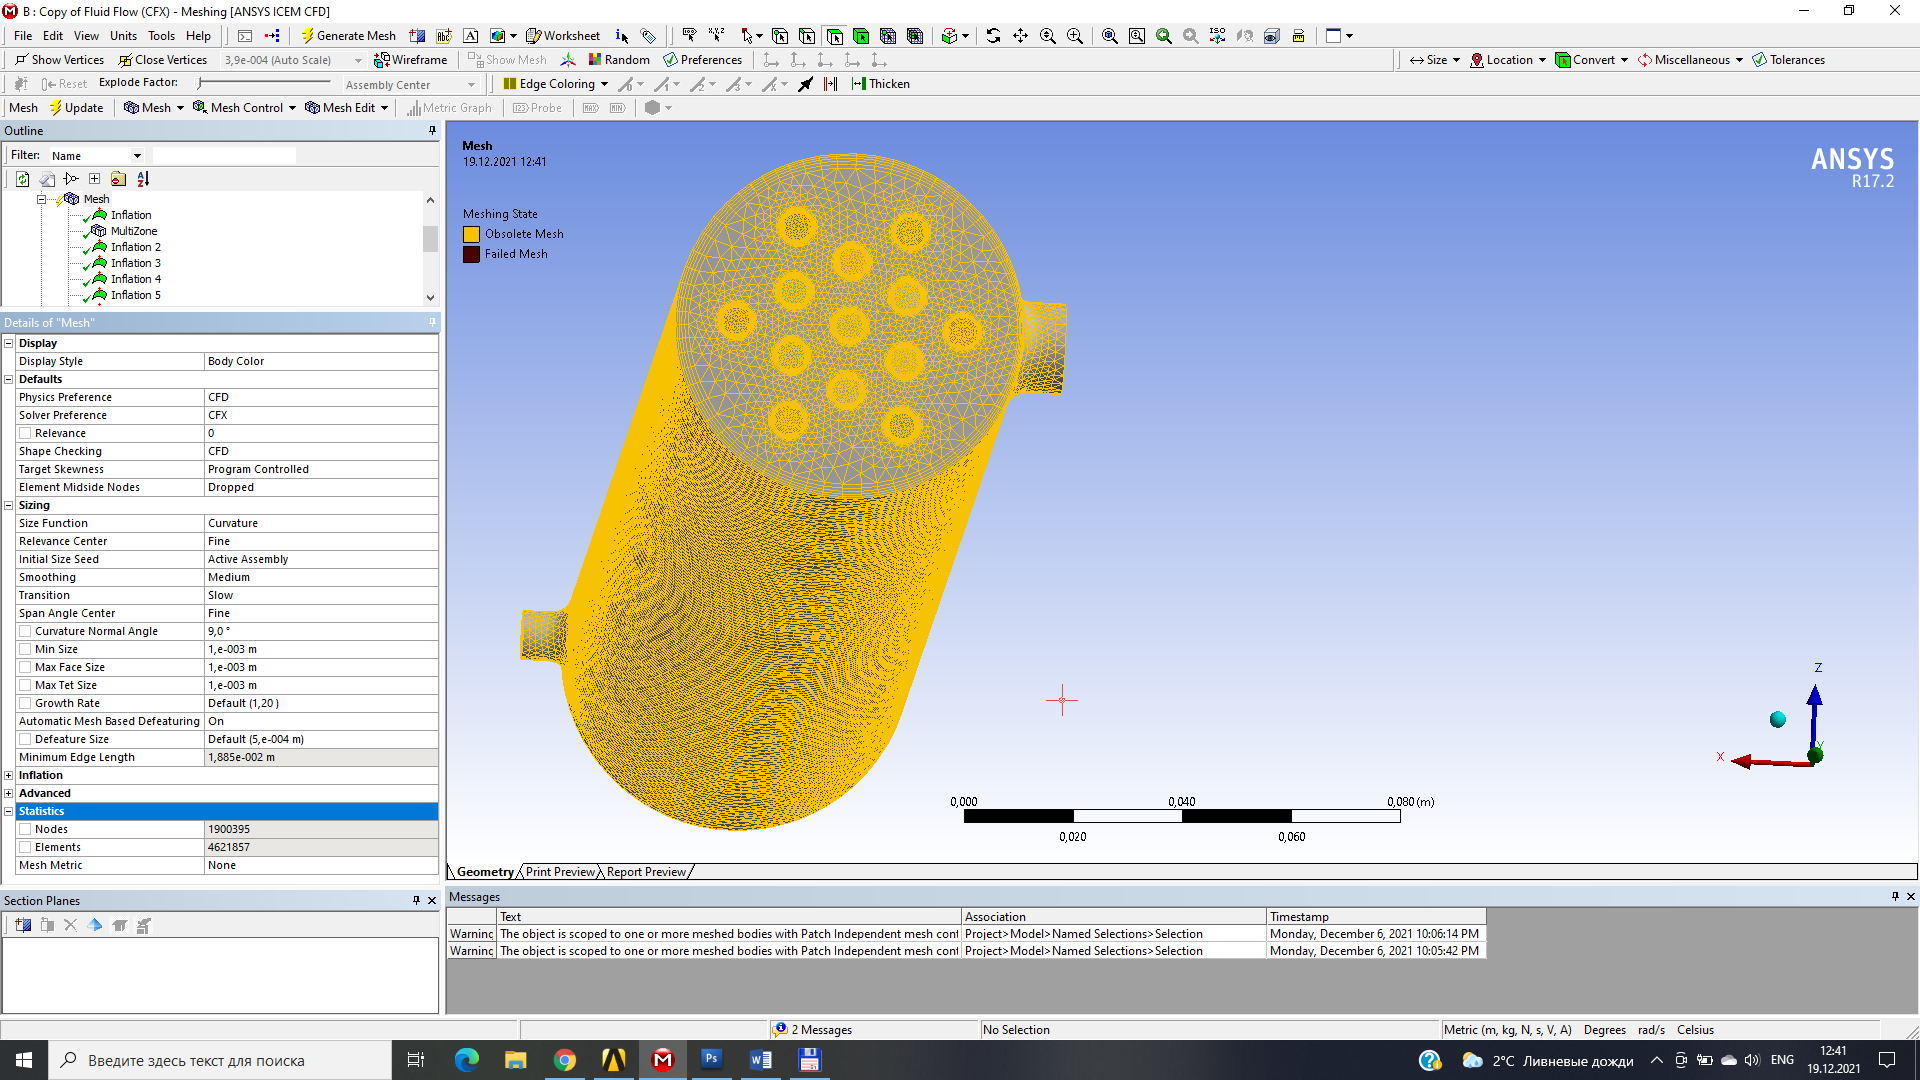 B : Copy of Fluid Flow (CFX) - Meshing [ANSYS ICEM CFD]
File Edit View Units Tools Help Generate Mesh Worksheet ISO
Show Vertices Close Vertices 3,9e-004 (Auto Scale) Wireframe Show Mesh Random Preferences Size Location Convert Miscellaneous Tolerances
Reset Explode Factor: Assembly Center Edge Coloring Thicken
Mesh Update Mesh Mesh Control Mesh Edit Metric Graph Probe MAX MIN
Outline
Filter: Name
Mesh
Inflation
MultiZone
Inflation 2
Inflation 3
Inflation 4
Inflation 5
Details of "Mesh"
Display
Display Style Body Color
Defaults
Physics Preference CFD
Solver Preference CFX
Relevance 0
Shape Checking CFD
Target Skewness Program Controlled
Element Midside Nodes Dropped
Sizing
Size Function Curvature
Relevance Center Fine
Initial Size Seed Active Assembly
Smoothing Medium
Transition Slow
Span Angle Center Fine
Curvature Normal Angle 9,0 °
Min Size 1,e-003 m
Max Face Size 1,e-003 m
Max Tet Size 1,e-003 m
Growth Rate Default (1,20 )
Automatic Mesh Based Defeaturing On
Defeature Size Default (5,e-004 m)
Minimum Edge Length 1,885e-002 m
Inflation
Advanced
Statistics
Nodes 1900395
Elements 4621857
Mesh Metric None
Section Planes
Mesh
19.12.2021 12:41
Meshing State
Obsolete Mesh
Failed Mesh
ANSYS
R17.2
Z
Y
X
0,000 0,040 0,080 (m)
0,020 0,060
Geometry Print Preview Report Preview
Messages
Text Association Timestamp
Warning The object is scoped to one or more meshed bodies with Patch Independent mesh cont Project>Model>Named Selections>Selection Monday, December 6, 2021 10:06:14 PM
Warning The object is scoped to one or more meshed bodies with Patch Independent mesh cont Project>Model>Named Selections>Selection Monday, December 6, 2021 10:05:42 PM
2 Messages No Selection Metric (m, kg, N, s, V, A) Degrees rad/s Celsius
Введите здесь текст для поиска 2°C Ливневые дожди ENG 12:41
19.12.2021